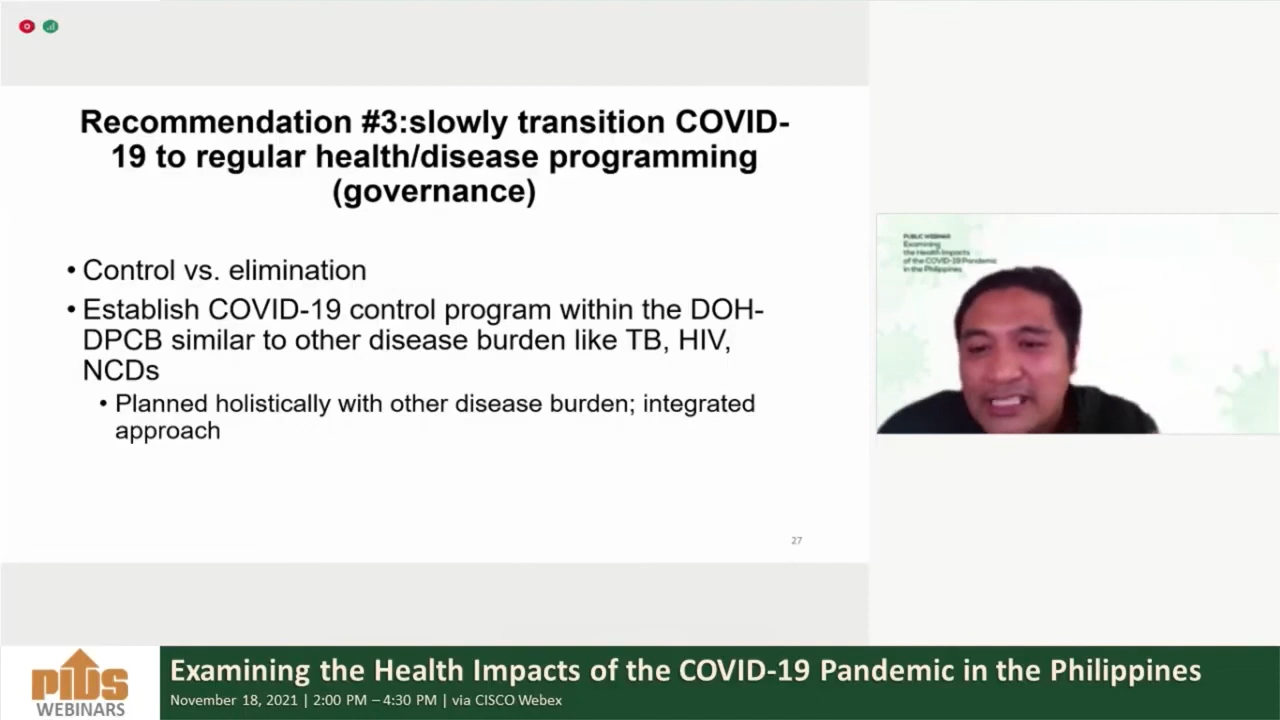 Recommendation #3:slowly transition COVID-
19 to regular health/disease programming
(governance)
• Control vs. elimination
• Establish COVID-19 control program within the DOH-
DPCB similar to other disease burden like TB, HIV,
NCDs
• Planned holistically with other disease burden; integrated
approach
27
PUBLIC WEBINAR
Examining
the Health Impacts
of the COVID-19 Pandemic
in the Philippines
PIDS
WEBINARS
Examining the Health Impacts of the COVID-19 Pandemic in the Philippines
November 18, 2021 | 2:00 PM – 4:30 PM | via CISCO Webex